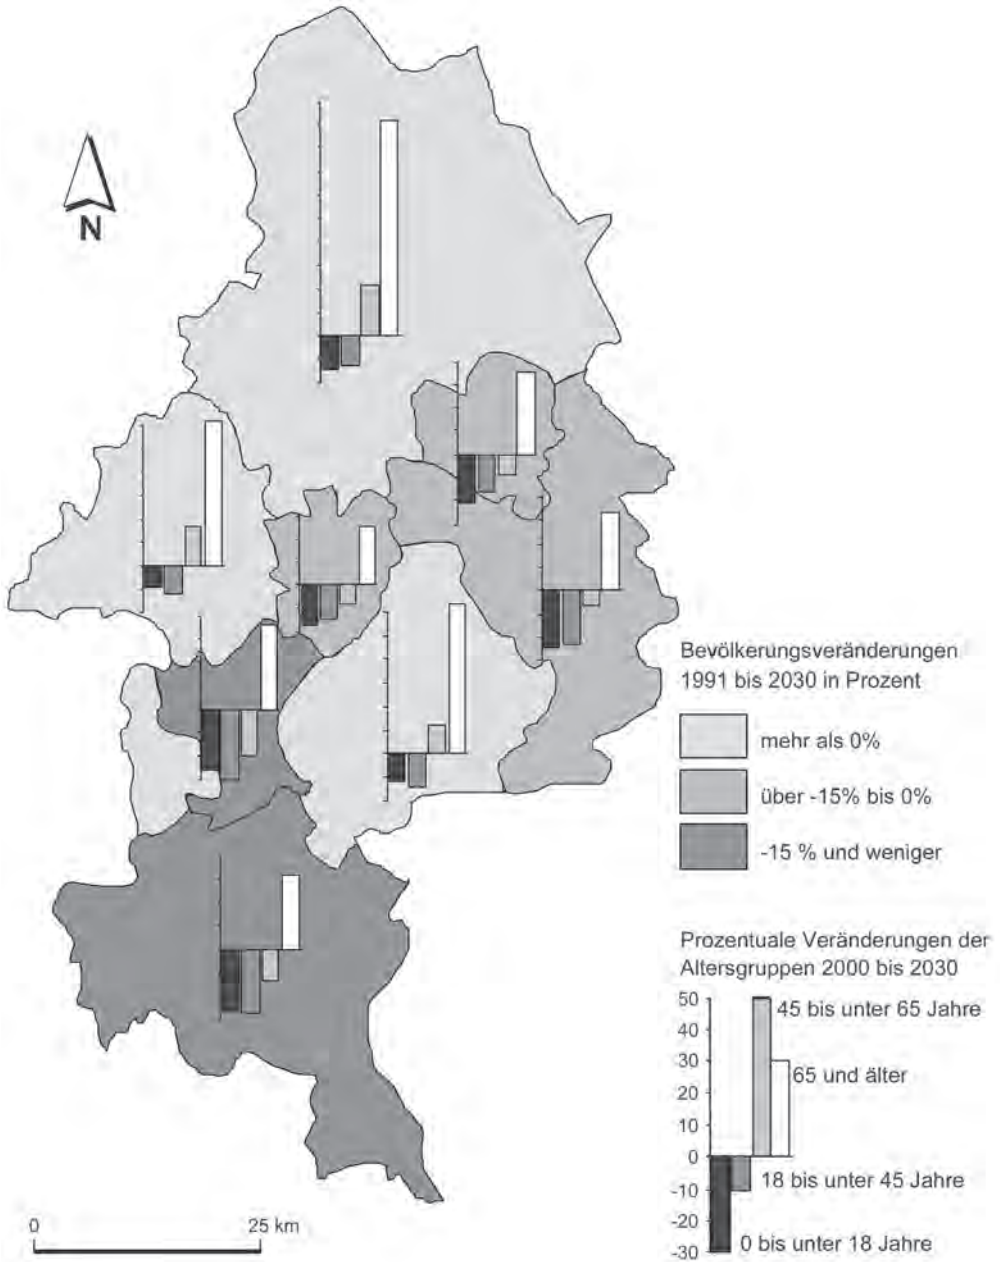 N
Bevölkerungsveränderungen
1991 bis 2030 in Prozent
mehr als 0%
über -15% bis 0%
-15 % und weniger
Prozentuale Veränderungen der
Altersgruppen 2000 bis 2030
50
45 bis unter 65 Jahre
40
30
65 und älter
20
10
0
18 bis unter 45 Jahre
-10
-20
-30
0 bis unter 18 Jahre
0 25 km